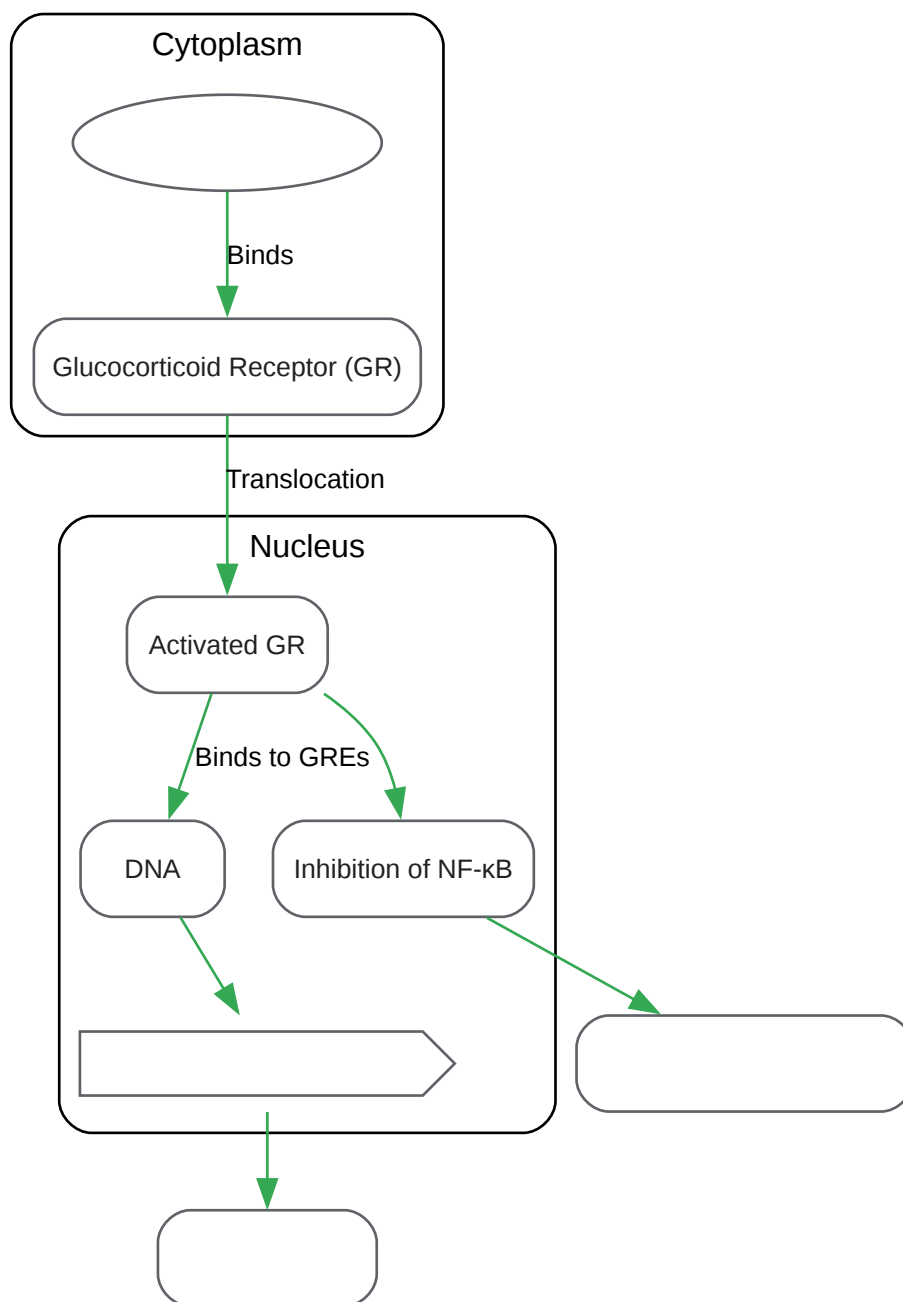 Cytoplasm
Binds
Glucocorticoid Receptor (GR)
Translocation
Nucleus
Activated GR
Binds to GREs
DNA
Inhibition of NF-κB